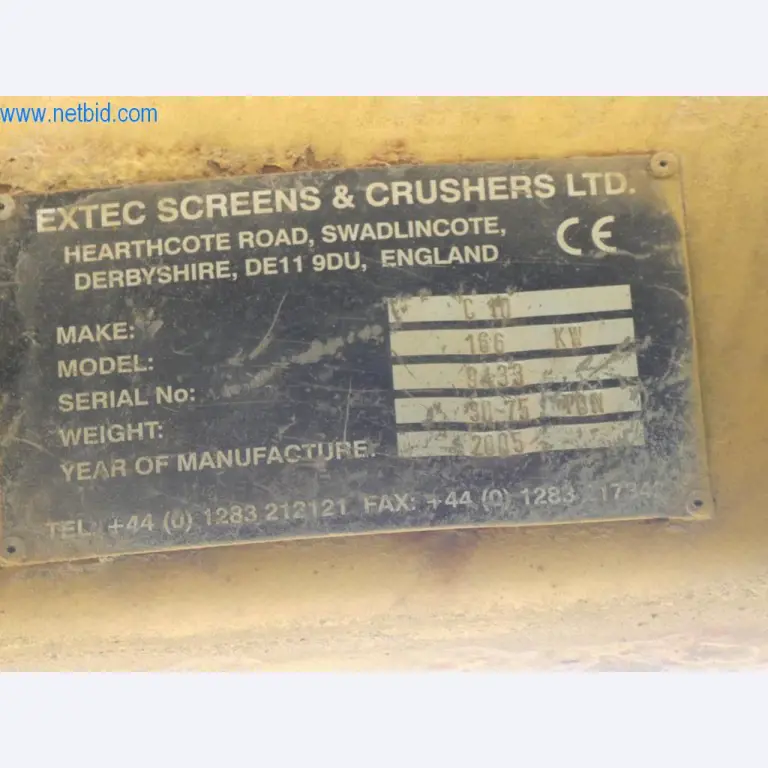 www.netbid.com
EXTEC SCREENS & CRUSHERS LTD.
HEARTHCOTE ROAD, SWADLINCOTE,
DERBYSHIRE, DE11 9DU, ENGLAND
CE
MAKE: C 10
MODEL: 166 KW
SERIAL No: 9433
WEIGHT: 30-75
YEAR OF MANUFACTURE. 2005
TEL: +44 (0) 1283 212121 FAX: +44 (0) 1283